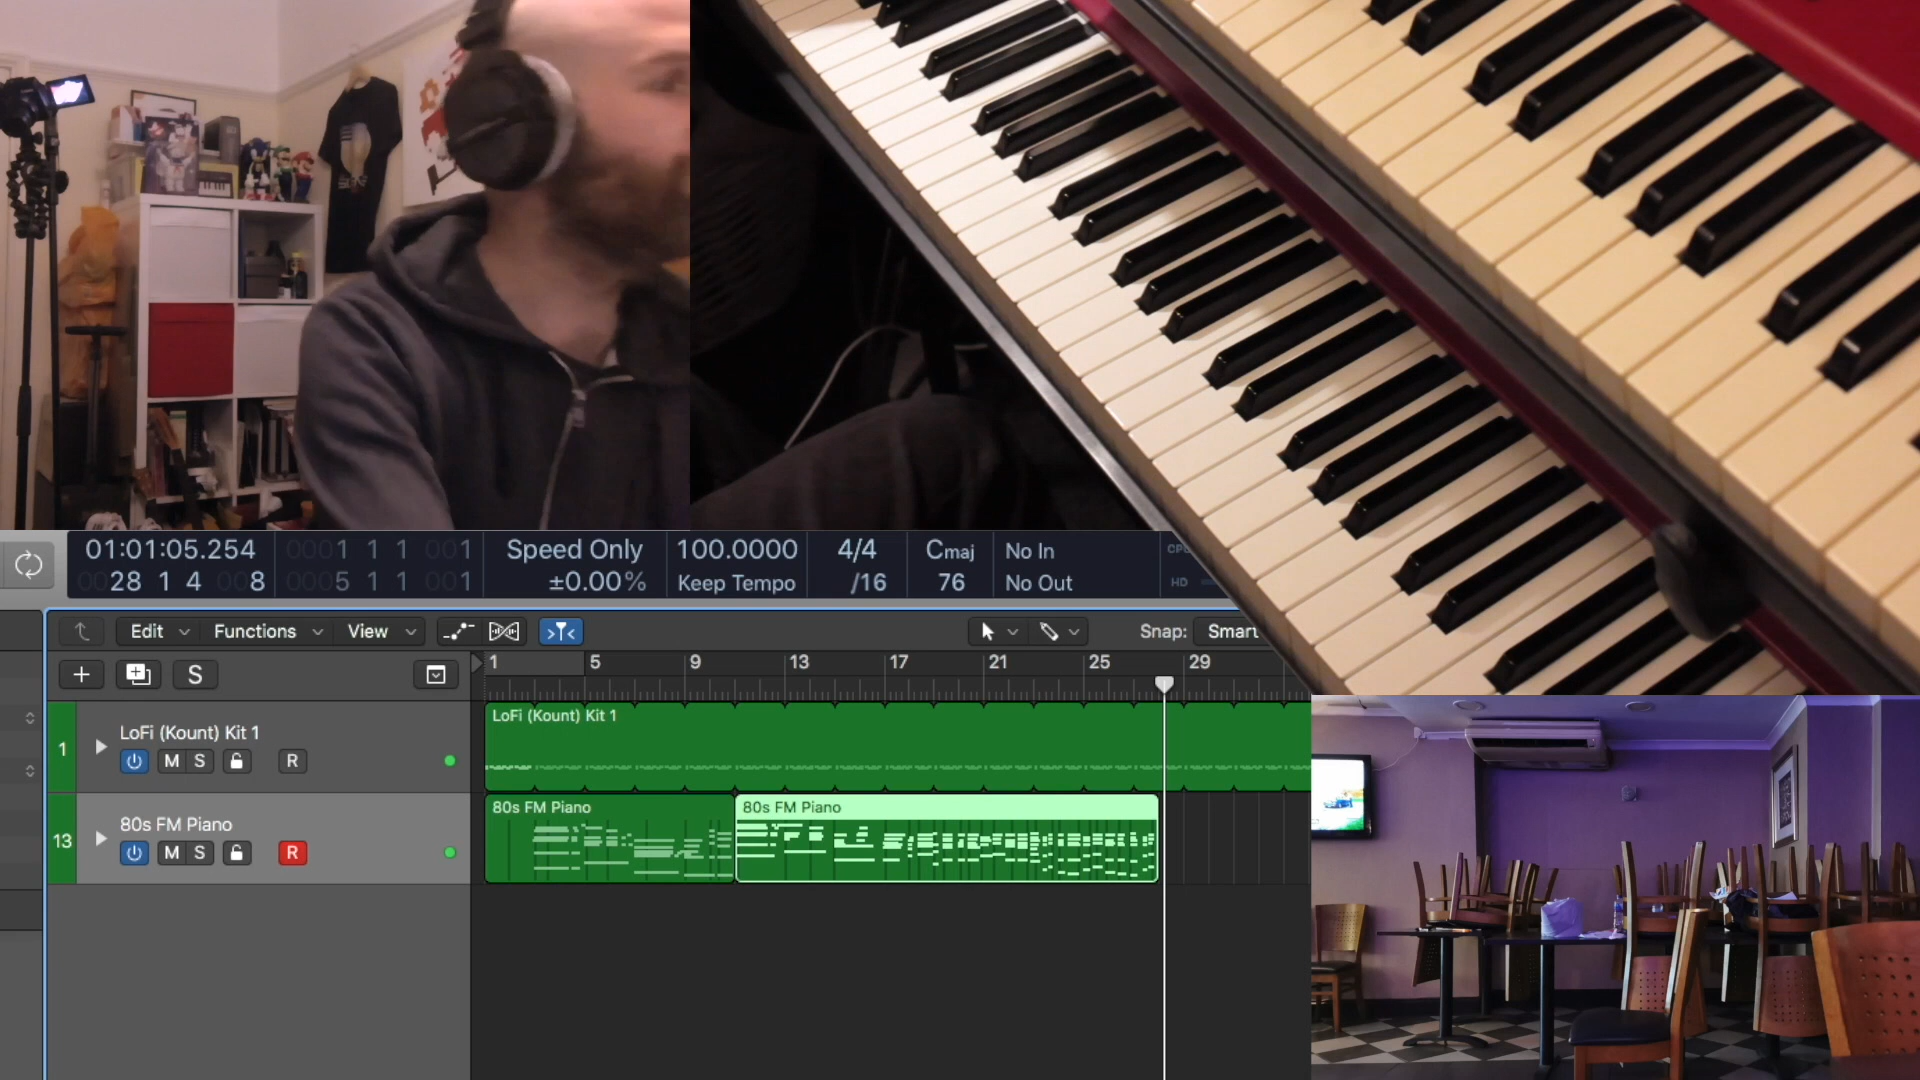 01:01:05.254
0001 1 1 001
Speed Only
100.0000
4/4
Cmaj
No In
CPU
0028 1 4 008
0005 1 1 001
±0.00%
Keep Tempo
/16
76
No Out
HD
Edit
Functions
View
Snap:
Smart
S
1
5
9
13
17
21
25
29
LoFi (Kount) Kit 1
LoFi (Kount) Kit 1
1
M
S
R
80s FM Piano
80s FM Piano
80s FM Piano
13
M
S
R